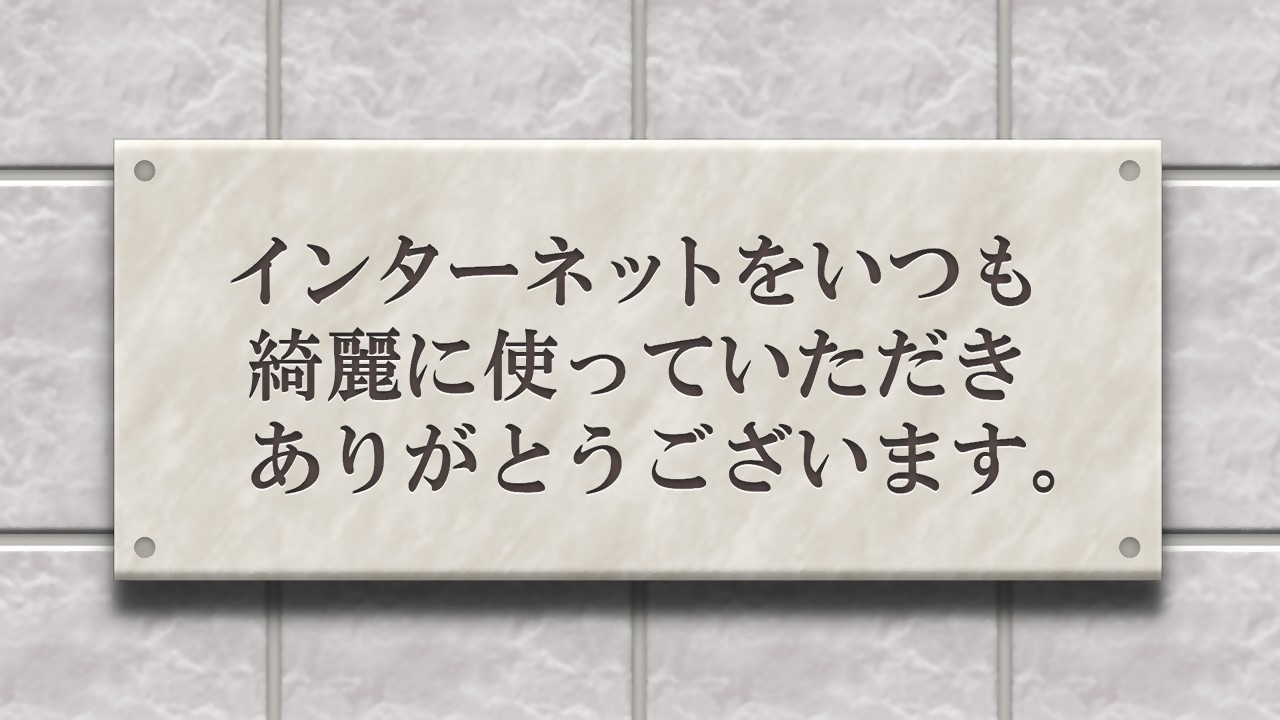 インターネットをいつも
綺麗に使っていただき
ありがとうございます。